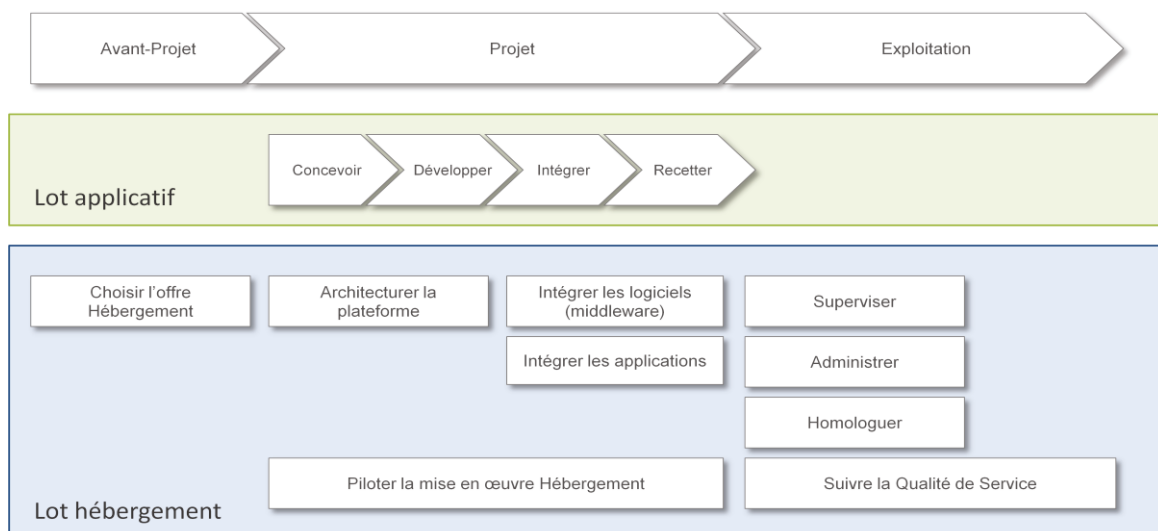 Avant-Projet
Projet
Exploitation
Concevoir
Développer
Intégrer
Recetter
Lot applicatif
Choisir l’offre
Hébergement
Architecturer la
plateforme
Intégrer les logiciels
(middleware)
Superviser
Intégrer les applications
Administrer
Homologuer
Piloter la mise en œuvre Hébergement
Suivre la Qualité de Service
Lot hébergement